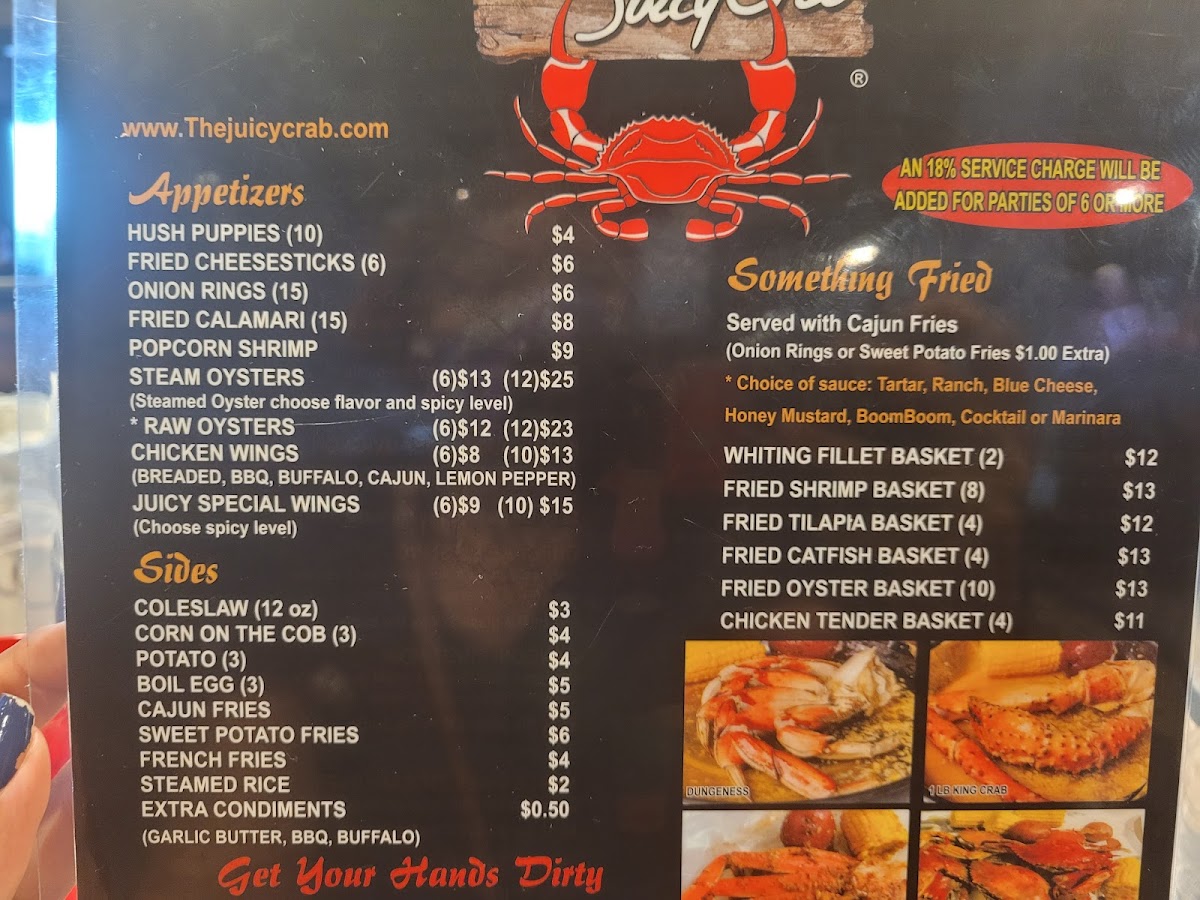 Juicy Crab
®
www.Thejuicycrab.com
AN 18% SERVICE CHARGE WILL BE
ADDED FOR PARTIES OF 6 OR MORE
Appetizers
HUSH PUPPIES (10) $4
FRIED CHEESESTICKS (6) $6
ONION RINGS (15) $6
FRIED CALAMARI (15) $8
POPCORN SHRIMP $9
STEAM OYSTERS (6)$13 (12)$25
(Steamed Oyster choose flavor and spicy level)
* RAW OYSTERS (6)$12 (12)$23
CHICKEN WINGS (6)$8 (10)$13
(BREADED, BBQ, BUFFALO, CAJUN, LEMON PEPPER)
JUICY SPECIAL WINGS (6)$9 (10) $15
(Choose spicy level)
Sides
COLESLAW (12 oz) $3
CORN ON THE COB (3) $4
POTATO (3) $4
BOIL EGG (3) $5
CAJUN FRIES $5
SWEET POTATO FRIES $6
FRENCH FRIES $4
STEAMED RICE $2
EXTRA CONDIMENTS $0.50
(GARLIC BUTTER, BBQ, BUFFALO)
Get Your Hands Dirty
Something Fried
Served with Cajun Fries
(Onion Rings or Sweet Potato Fries $1.00 Extra)
* Choice of sauce: Tartar, Ranch, Blue Cheese,
Honey Mustard, BoomBoom, Cocktail or Marinara
WHITING FILLET BASKET (2) $12
FRIED SHRIMP BASKET (8) $13
FRIED TILAPIA BASKET (4) $12
FRIED CATFISH BASKET (4) $13
FRIED OYSTER BASKET (10) $13
CHICKEN TENDER BASKET (4) $11
DUNGENESS
1 LB KING CRAB